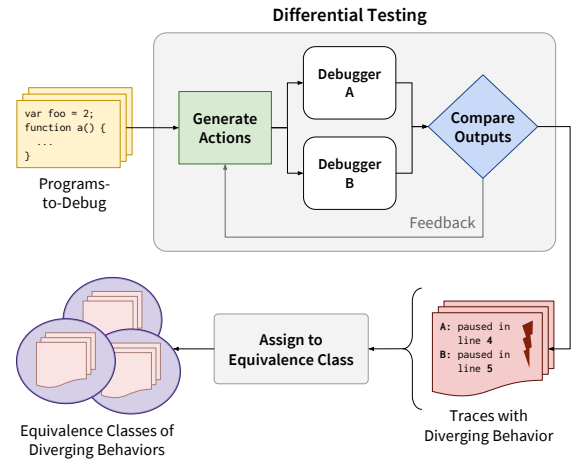 Differential Testing
var foo = 2;
function a() {
...
}
Programs-
to-Debug
Generate
Actions
Debugger
A
Debugger
B
Compare
Outputs
Feedback
A: paused in
line 4
B: paused in
line 5
Traces with
Diverging Behavior
Assign to
Equivalence Class
Equivalence Classes of
Diverging Behaviors